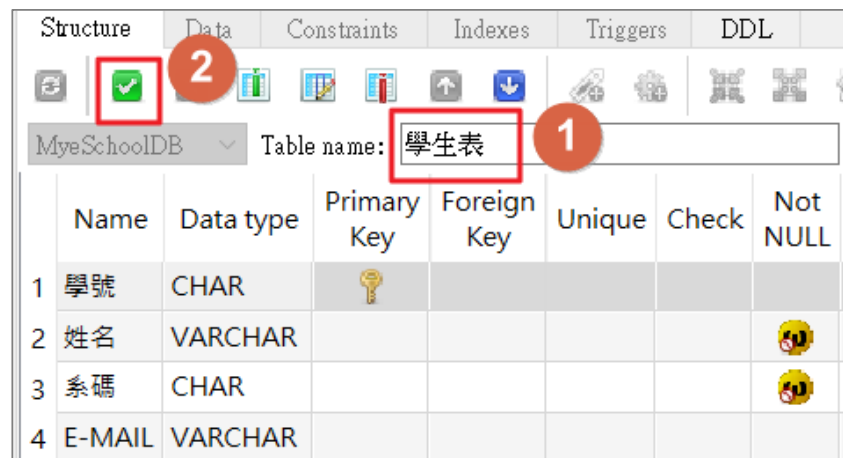 Structure Data Constraints Indexes Triggers DDL
2
MyeSchoolDB Table name: 學生表 1
Name Data type Primary Key Foreign Key Unique Check Not NULL
1 學號 CHAR
2 姓名 VARCHAR
3 系碼 CHAR
4 E-MAIL VARCHAR